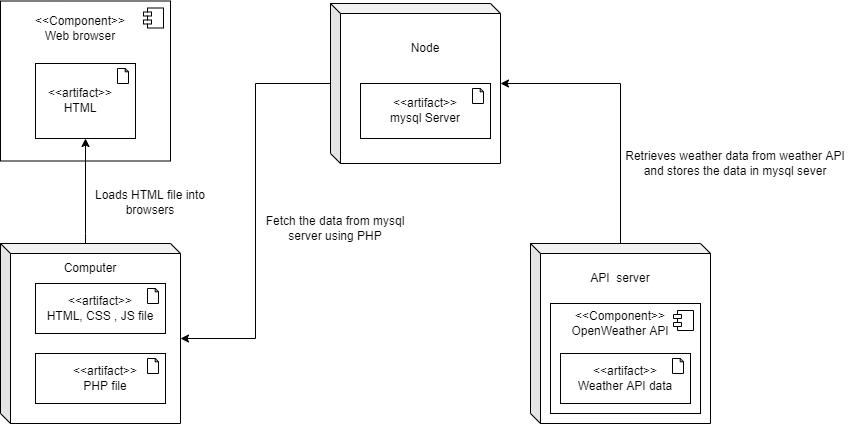 <<Component>>
Web browser
<<artifact>>
HTML
Loads HTML file into
browsers
Computer
<<artifact>>
HTML, CSS , JS file
<<artifact>>
PHP file
Node
<<artifact>>
mysql Server
Fetch the data from mysql
server using PHP
Retrieves weather data from weather API
and stores the data in mysql sever
API server
<<Component>>
OpenWeather API
<<artifact>>
Weather API data